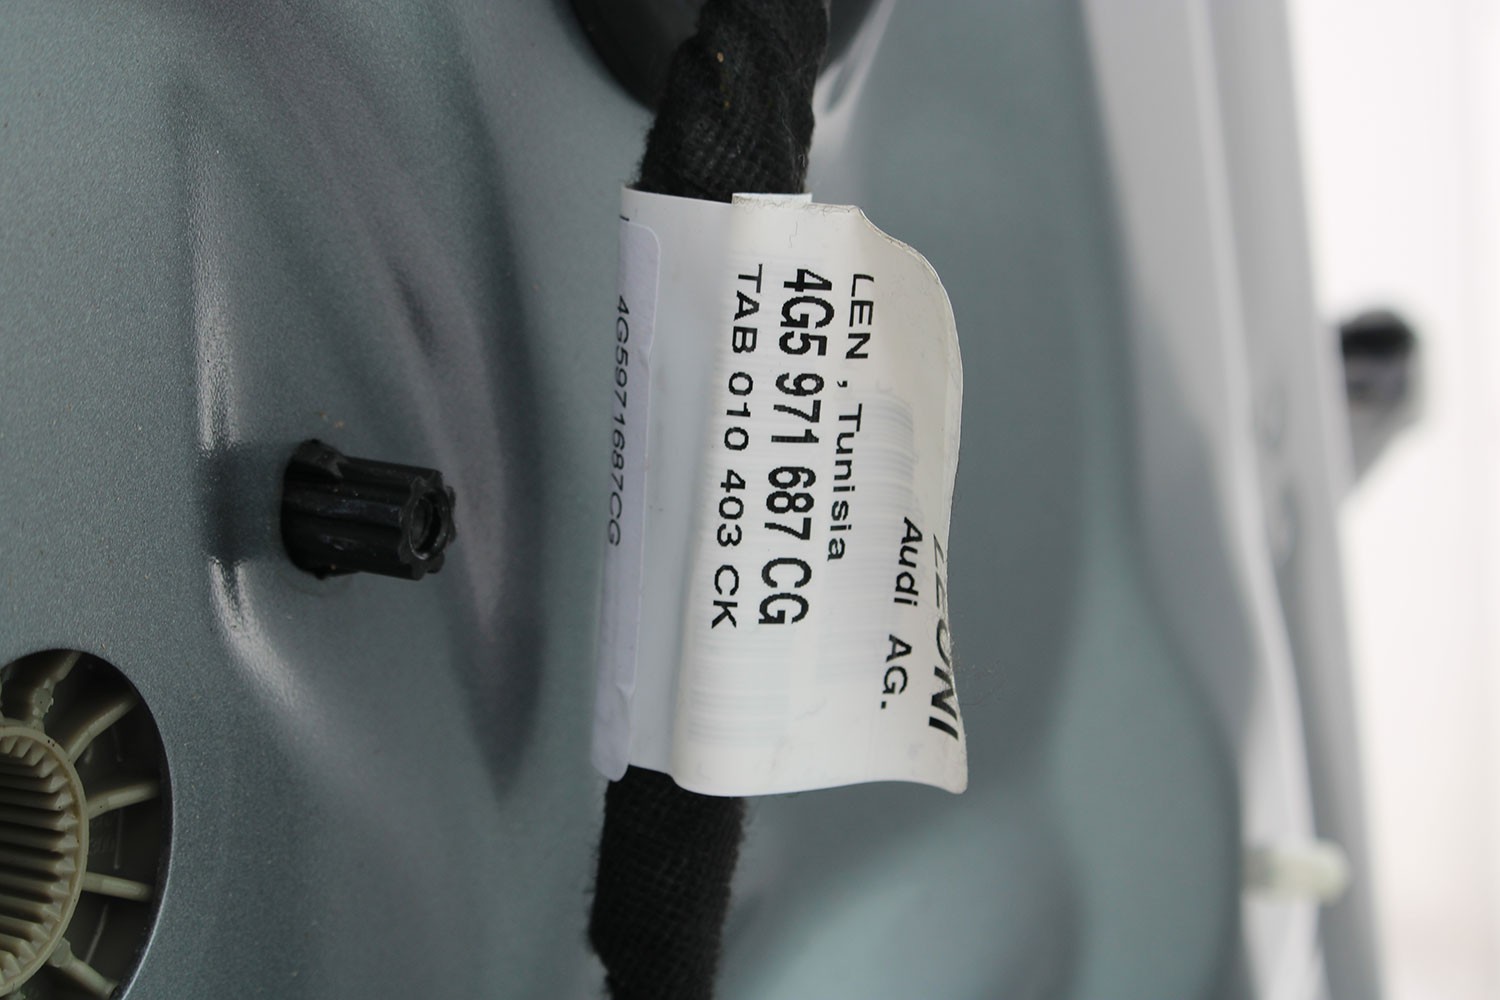 LEONI
Audi AG.
LEN , Tunisia
4G5 971 687 CG
TAB 010 403 CK
4G5971687CG